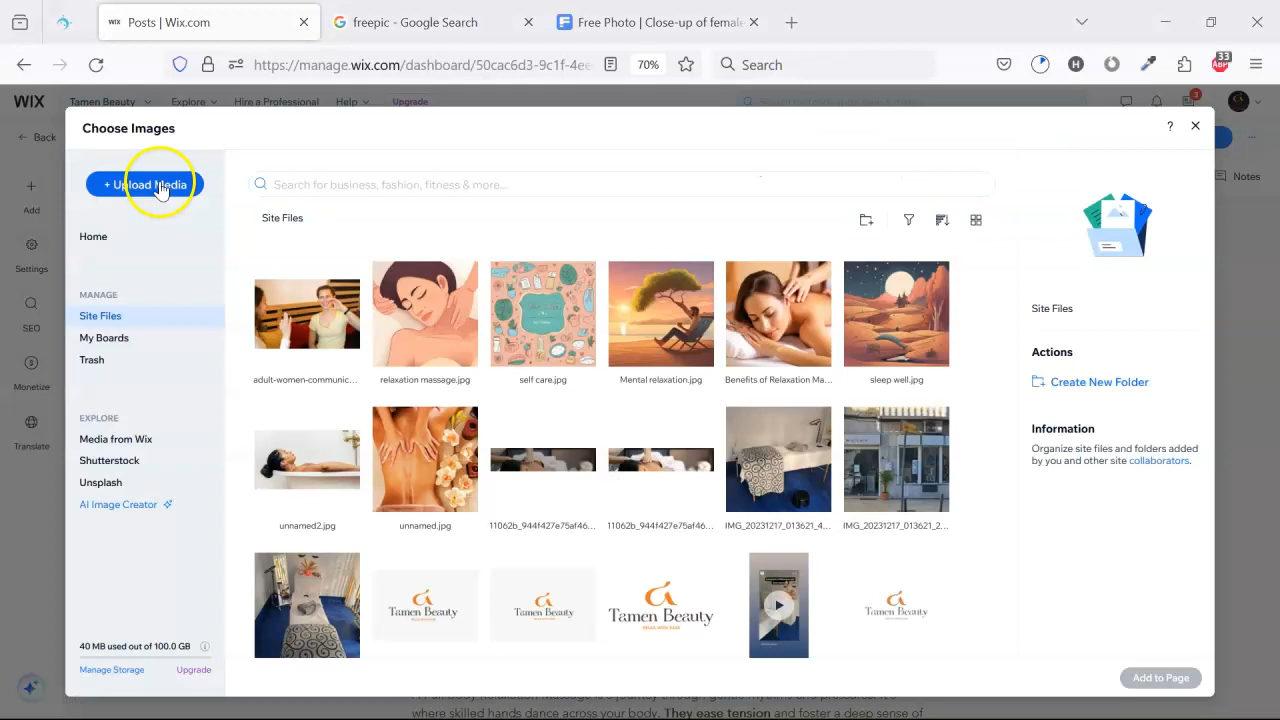 Posts | Wix.com
freepic - Google Search
Free Photo | Close-up of female
https://manage.wix.com/dashboard/50cac6d3-9c1f-4ee
70%
Search
33
ABP
WIX
Tamen Beauty
Explore
Hire a Professional
Help
Upgrade
3
Back
Notes
Add
Settings
SEO
Monetize
Translate
Choose Images
?
+ Upload Media
Home
MANAGE
Site Files
My Boards
Trash
EXPLORE
Media from Wix
Shutterstock
Unsplash
AI Image Creator
40 MB used out of 100.0 GB
Manage Storage
Upgrade
Search for business, fashion, fitness & more...
Site Files
adult-women-communic...
relaxation massage.jpg
self care.jpg
Mental relaxation.jpg
Benefits of Relaxation Ma...
sleep well.jpg
unnamed2.jpg
unnamed.jpg
11062b_944f427e75af46...
11062b_944f427e75af46...
IMG_20231217_013621_4...
IMG_20231217_013621_2...
Tamen Beauty
Tamen Beauty
Tamen Beauty
Tamen Beauty
Site Files
Actions
Create New Folder
Information
Organize site files and folders added
by you and other site collaborators.
Add to Page
where skilled hands dance across your body. They ease tension and foster a deep sense of